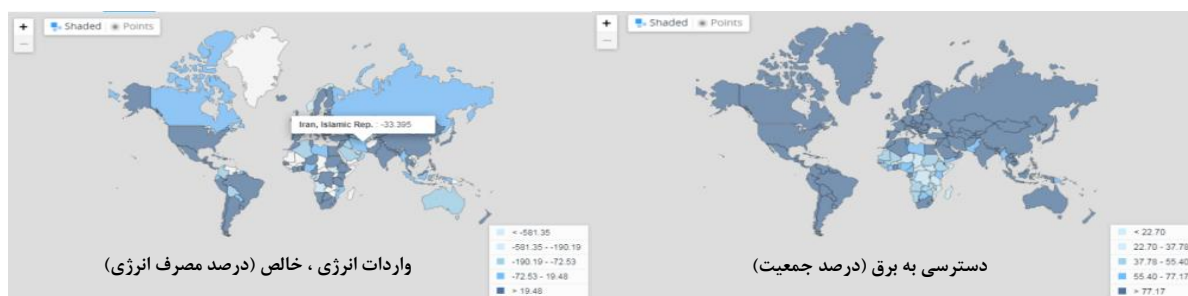 +
−
Shaded
Points
Iran, Islamic Rep. : -33.395
< -581.35
-581.35 - -190.19
-190.19 - -72.53
-72.53 - 19.48
> 19.48
واردات انرژی ، خالص (درصد مصرف انرژی)
+
−
Shaded
Points
< 22.70
22.70 - 37.78
37.78 - 55.40
55.40 - 77.17
> 77.17
دسترسی به برق (درصد جمعیت)